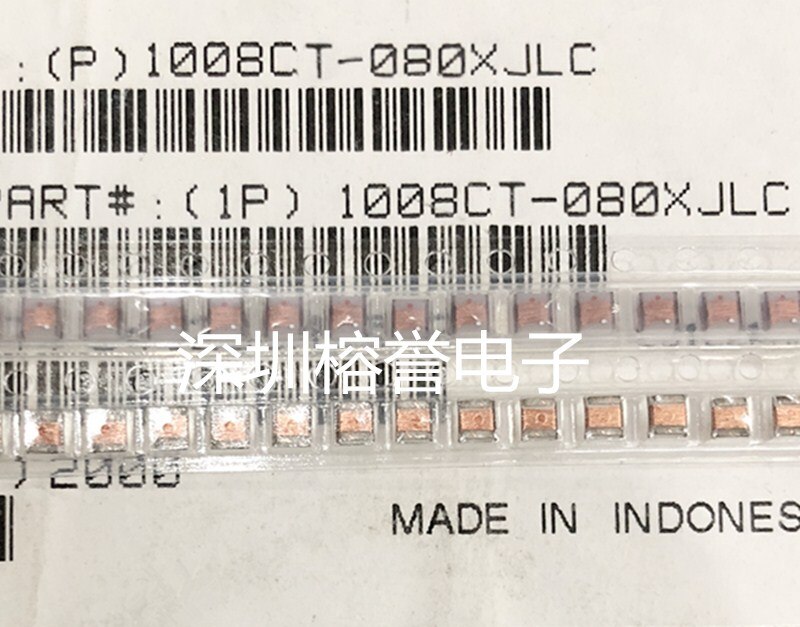 :(P)1008CT-080XJLC
PART#:(1P) 1008CT-080XJLC
深圳榕誉电子
)2000
MADE IN INDONES